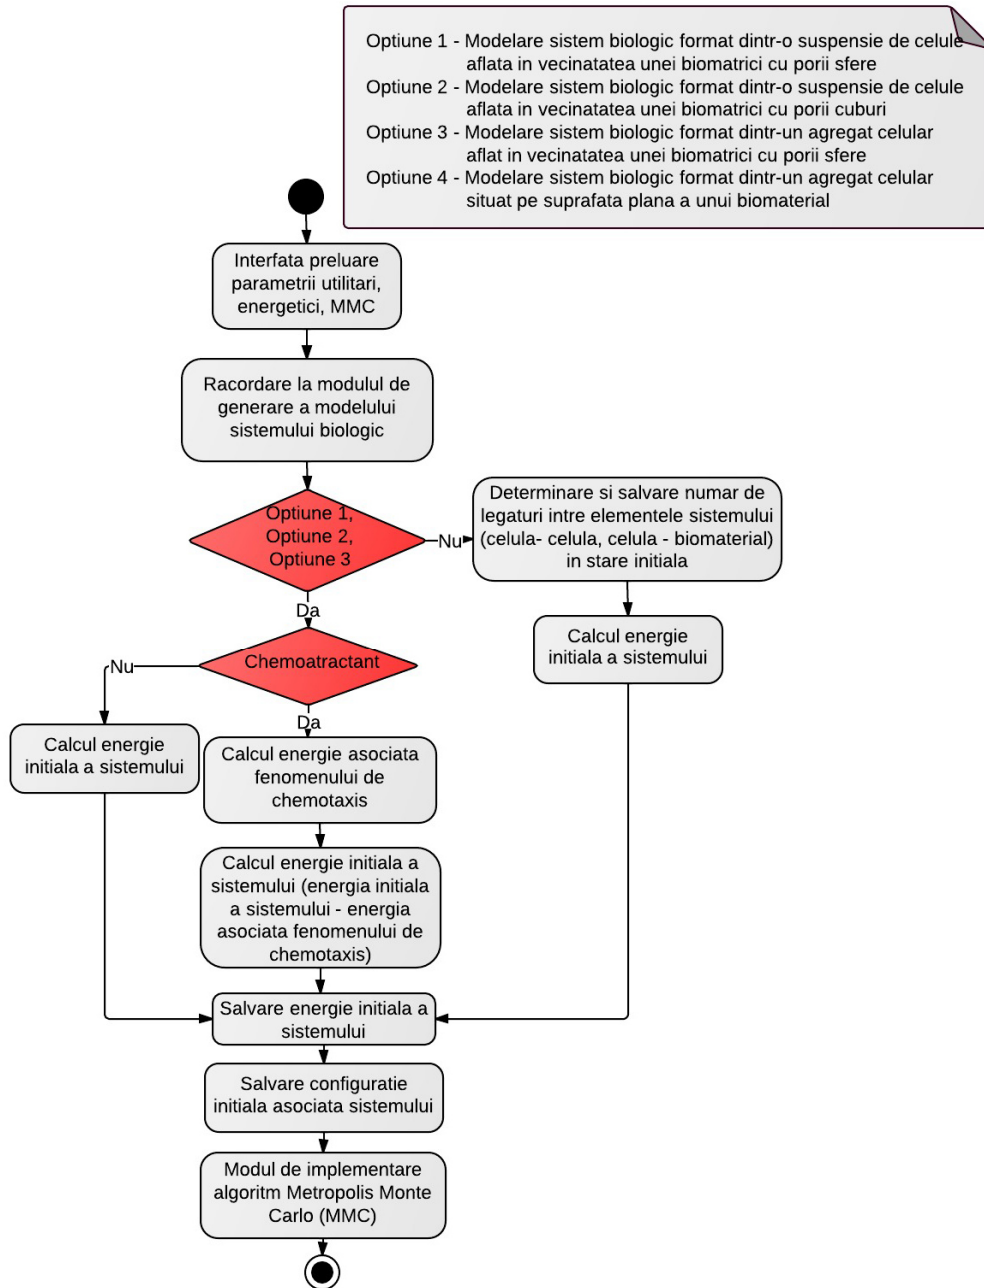 Optiune 1 - Modelare sistem biologic format dintr-o suspensie de celule
aflata in vecinatatea unei biomatrici cu porii sfere
Optiune 2 - Modelare sistem biologic format dintr-o suspensie de celule
aflata in vecinatatea unei biomatrici cu porii cuburi
Optiune 3 - Modelare sistem biologic format dintr-un agregat celular
aflat in vecinatatea unei biomatrici cu porii sfere
Optiune 4 - Modelare sistem biologic format dintr-un agregat celular
situat pe suprafata plana a unui biomaterial
Interfata preluare
parametrii utilitari,
energetici, MMC
Racordare la modulul de
generare a modelului
sistemului biologic
Optiune 1,
Optiune 2,
Optiune 3
Nu
Determinare si salvare numar de
legaturi intre elementele sistemului
(celula- celula, celula - biomaterial)
in stare initiala
Calcul energie
initiala a sistemului
Da
Chemoatractant
Nu
Calcul energie
initiala a sistemului
Da
Calcul energie asociata
fenomenului de
chemotaxis
Calcul energie initiala a
sistemului (energia initiala
a sistemului - energia
asociata fenomenului de
chemotaxis)
Salvare energie initiala a
sistemului
Salvare configuratie
initiala asociata sistemului
Modul de implementare
algoritm Metropolis Monte
Carlo (MMC)